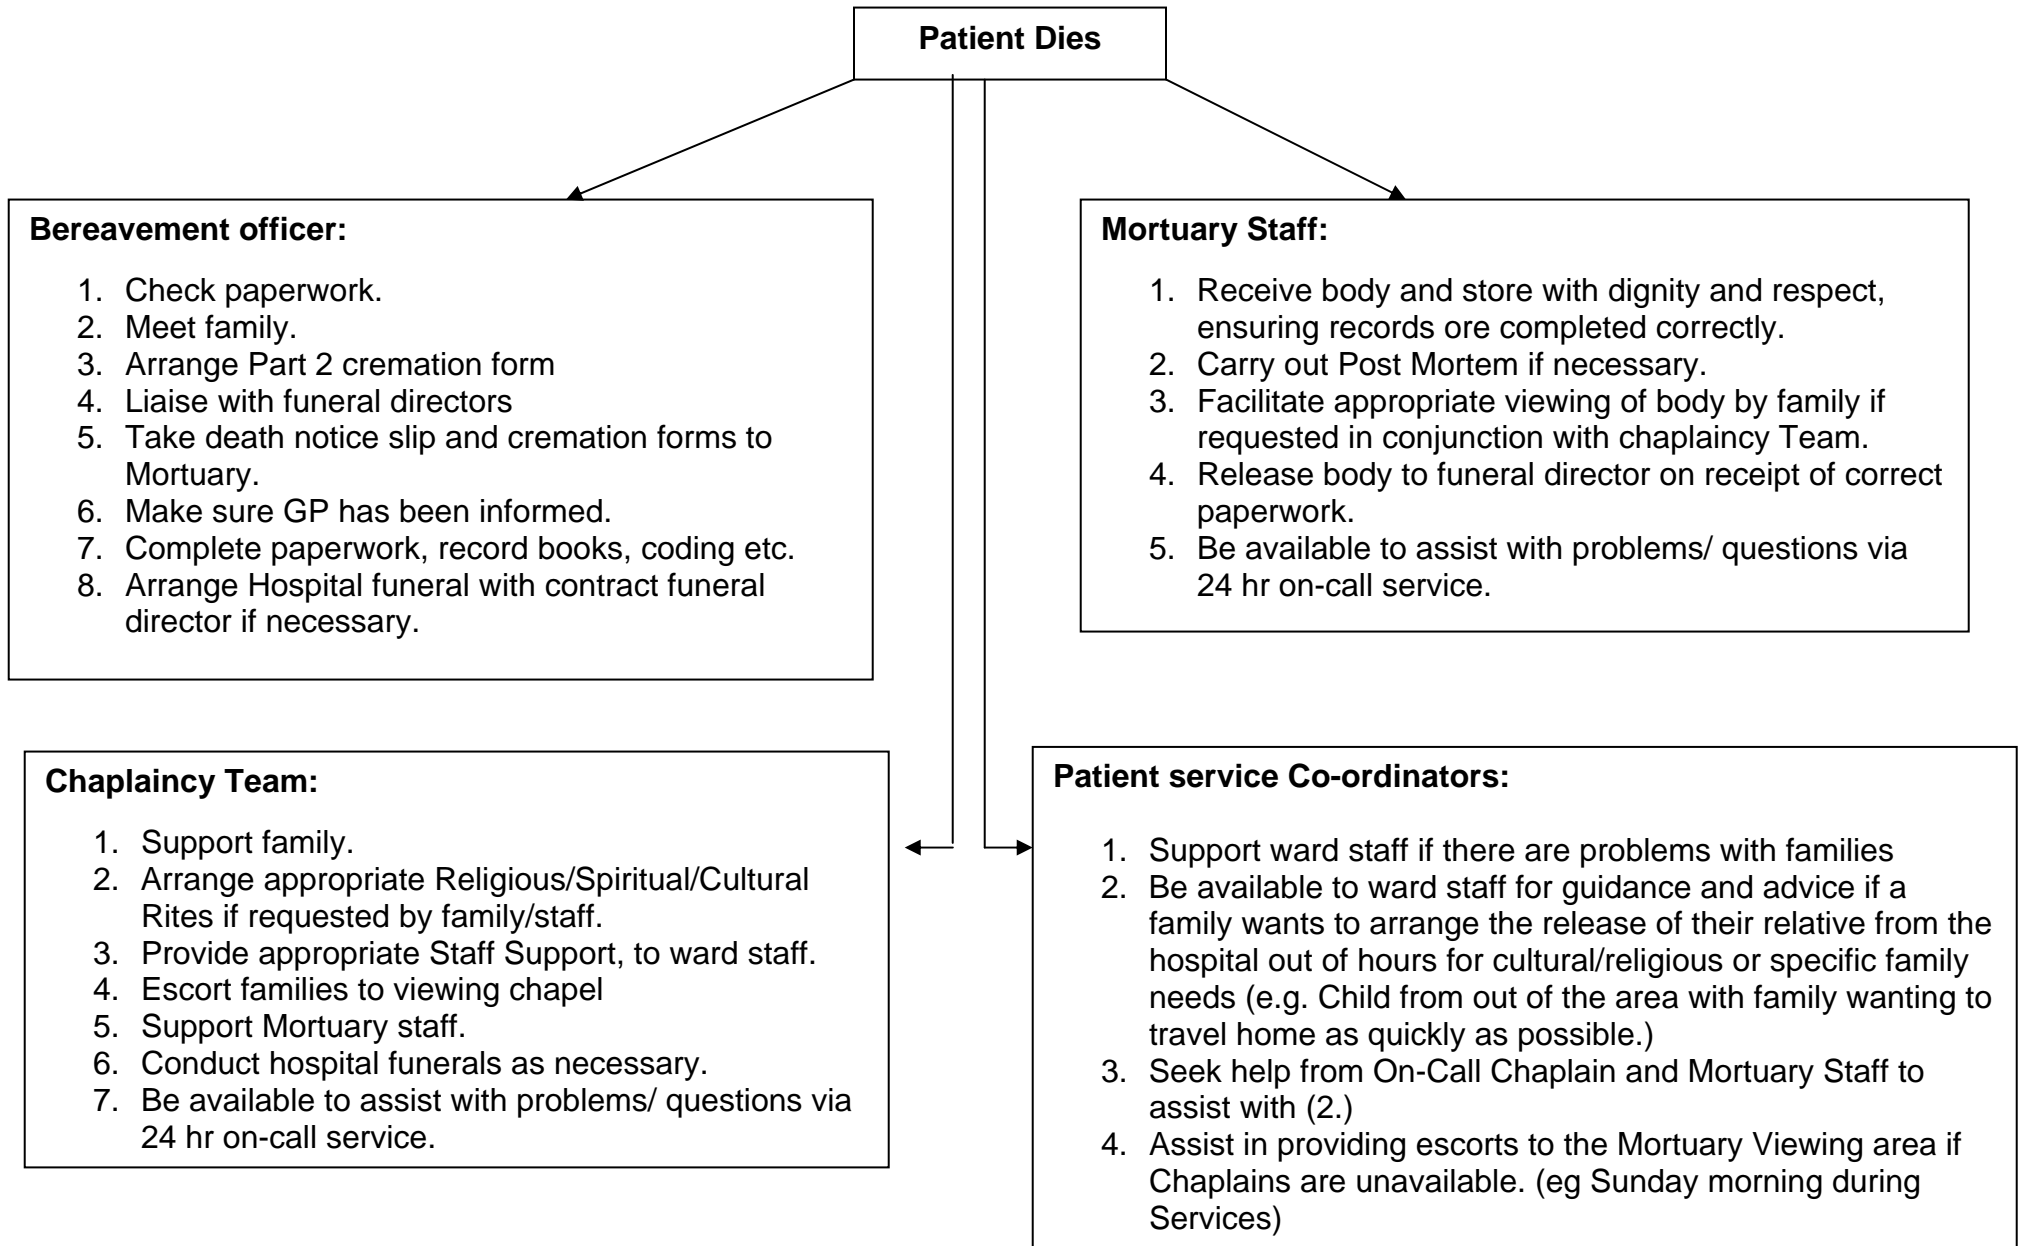 Patient Dies
Bereavement officer:
1. Check paperwork.
2. Meet family.
3. Arrange Part 2 cremation form
4. Liaise with funeral directors
5. Take death notice slip and cremation forms to
Mortuary.
6. Make sure GP has been informed.
7. Complete paperwork, record books, coding etc.
8. Arrange Hospital funeral with contract funeral
director if necessary.
Mortuary Staff:
1. Receive body and store with dignity and respect,
ensuring records ore completed correctly.
2. Carry out Post Mortem if necessary.
3. Facilitate appropriate viewing of body by family if
requested in conjunction with chaplaincy Team.
4. Release body to funeral director on receipt of correct
paperwork.
5. Be available to assist with problems/ questions via
24 hr on-call service.
Chaplaincy Team:
1. Support family.
2. Arrange appropriate Religious/Spiritual/Cultural
Rites if requested by family/staff.
3. Provide appropriate Staff Support, to ward staff.
4. Escort families to viewing chapel
5. Support Mortuary staff.
6. Conduct hospital funerals as necessary.
7. Be available to assist with problems/ questions via
24 hr on-call service.
Patient service Co-ordinators:
1. Support ward staff if there are problems with families
2. Be available to ward staff for guidance and advice if a
family wants to arrange the release of their relative from the
hospital out of hours for cultural/religious or specific family
needs (e.g. Child from out of the area with family wanting to
travel home as quickly as possible.)
3. Seek help from On-Call Chaplain and Mortuary Staff to
assist with (2.)
4. Assist in providing escorts to the Mortuary Viewing area if
Chaplains are unavailable. (eg Sunday morning during
Services)